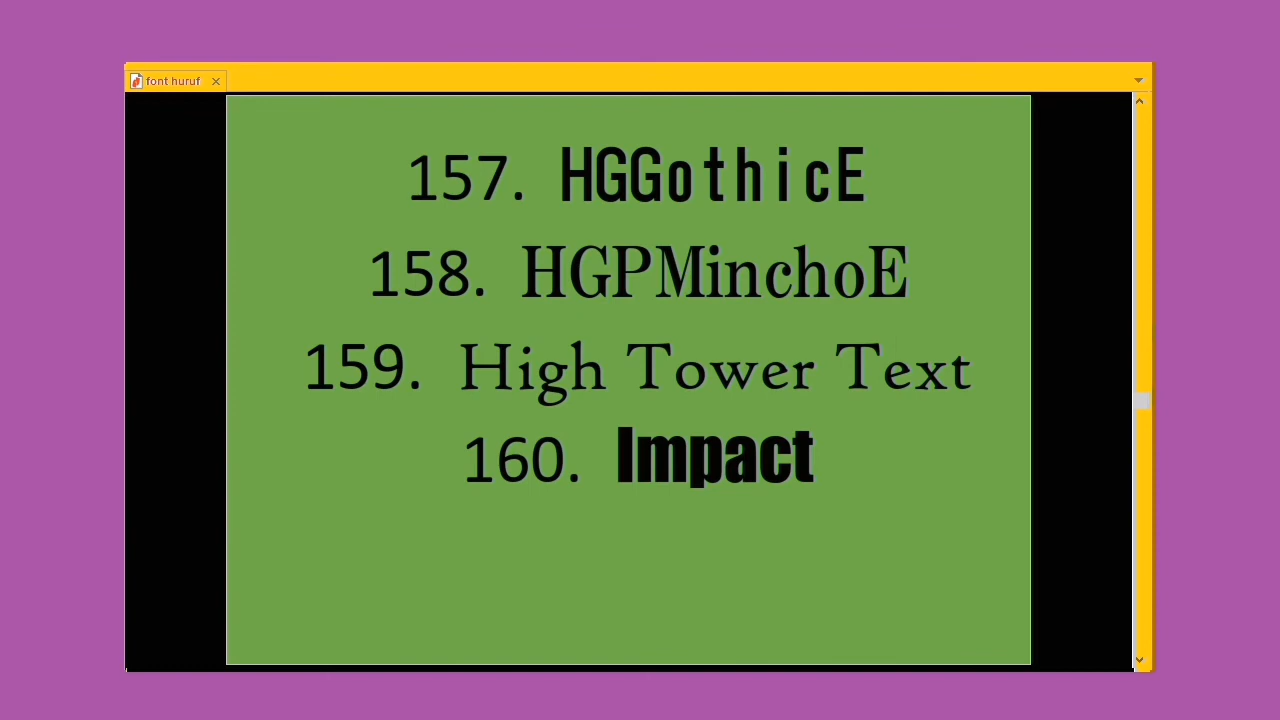 font huruf
157. HGGothicE
158. HGPMinchoE
159. High Tower Text
160. Impact